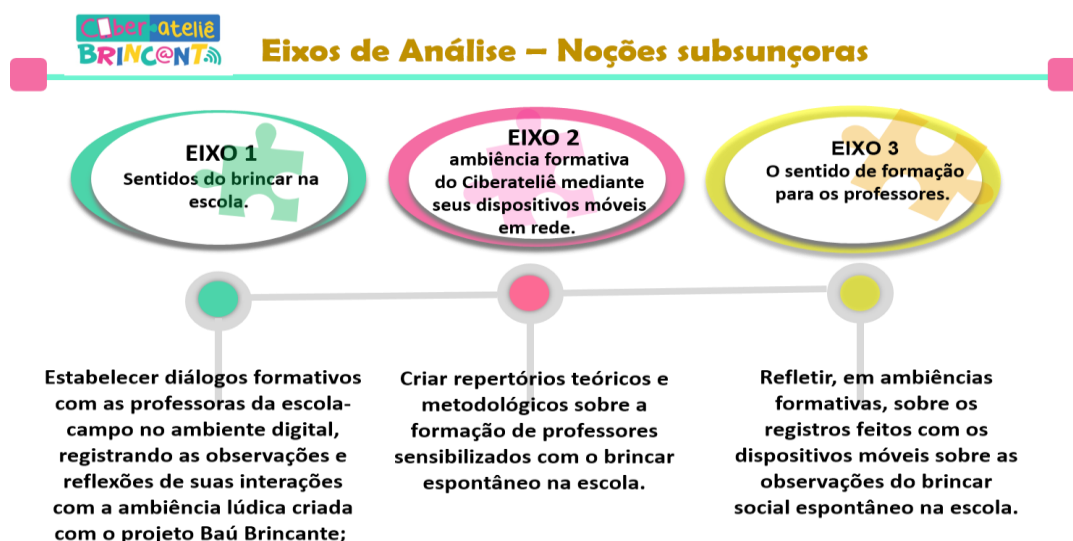 Ciber ateliê
BRINC@NTE
Eixos de Análise – Noções subsunçoras
EIXO 1
Sentidos do brincar na
escola.
EIXO 2
ambiência formativa
do Ciberateliê mediante
seus dispositivos móveis
em rede.
EIXO 3
O sentido de formação
para os professores.
Estabelecer diálogos formativos
com as professoras da escola-
campo no ambiente digital,
registrando as observações e
reflexões de suas interações
com a ambiência lúdica criada
com o projeto Baú Brincante;
Criar repertórios teóricos e
metodológicos sobre a
formação de professores
sensibilizados com o brincar
espontâneo na escola.
Refletir, em ambiências
formativas, sobre os
registros feitos com os
dispositivos móveis sobre as
observações do brincar
social espontâneo na escola.